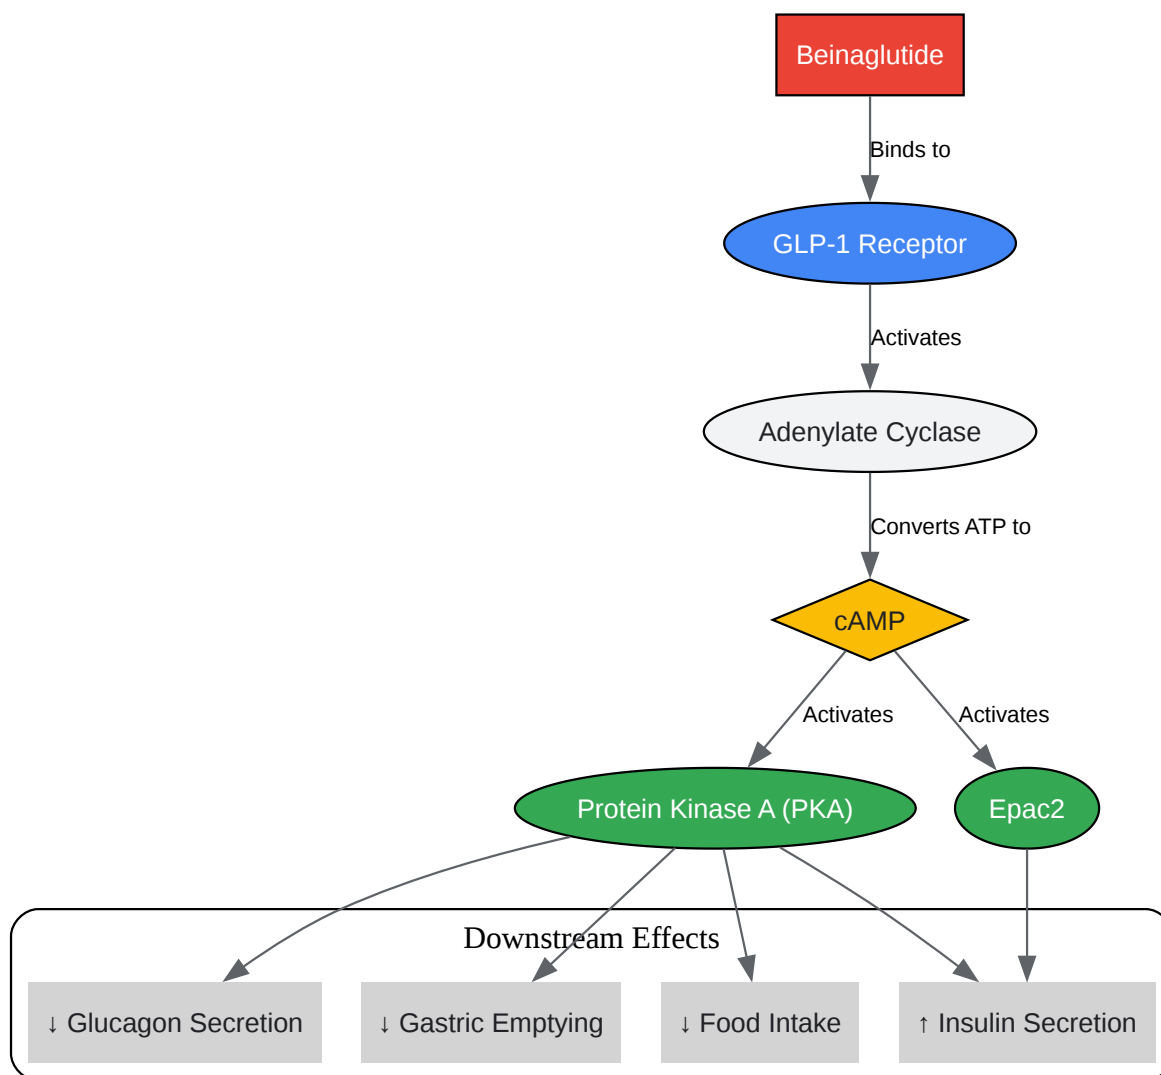 Beinaglutide
Binds to
GLP-1 Receptor
Activates
Adenylate Cyclase
Converts ATP to
cAMP
Activates
Activates
Protein Kinase A (PKA)
Epac2
Downstream Effects
↓ Glucagon Secretion
↓ Gastric Emptying
↓ Food Intake
↑ Insulin Secretion